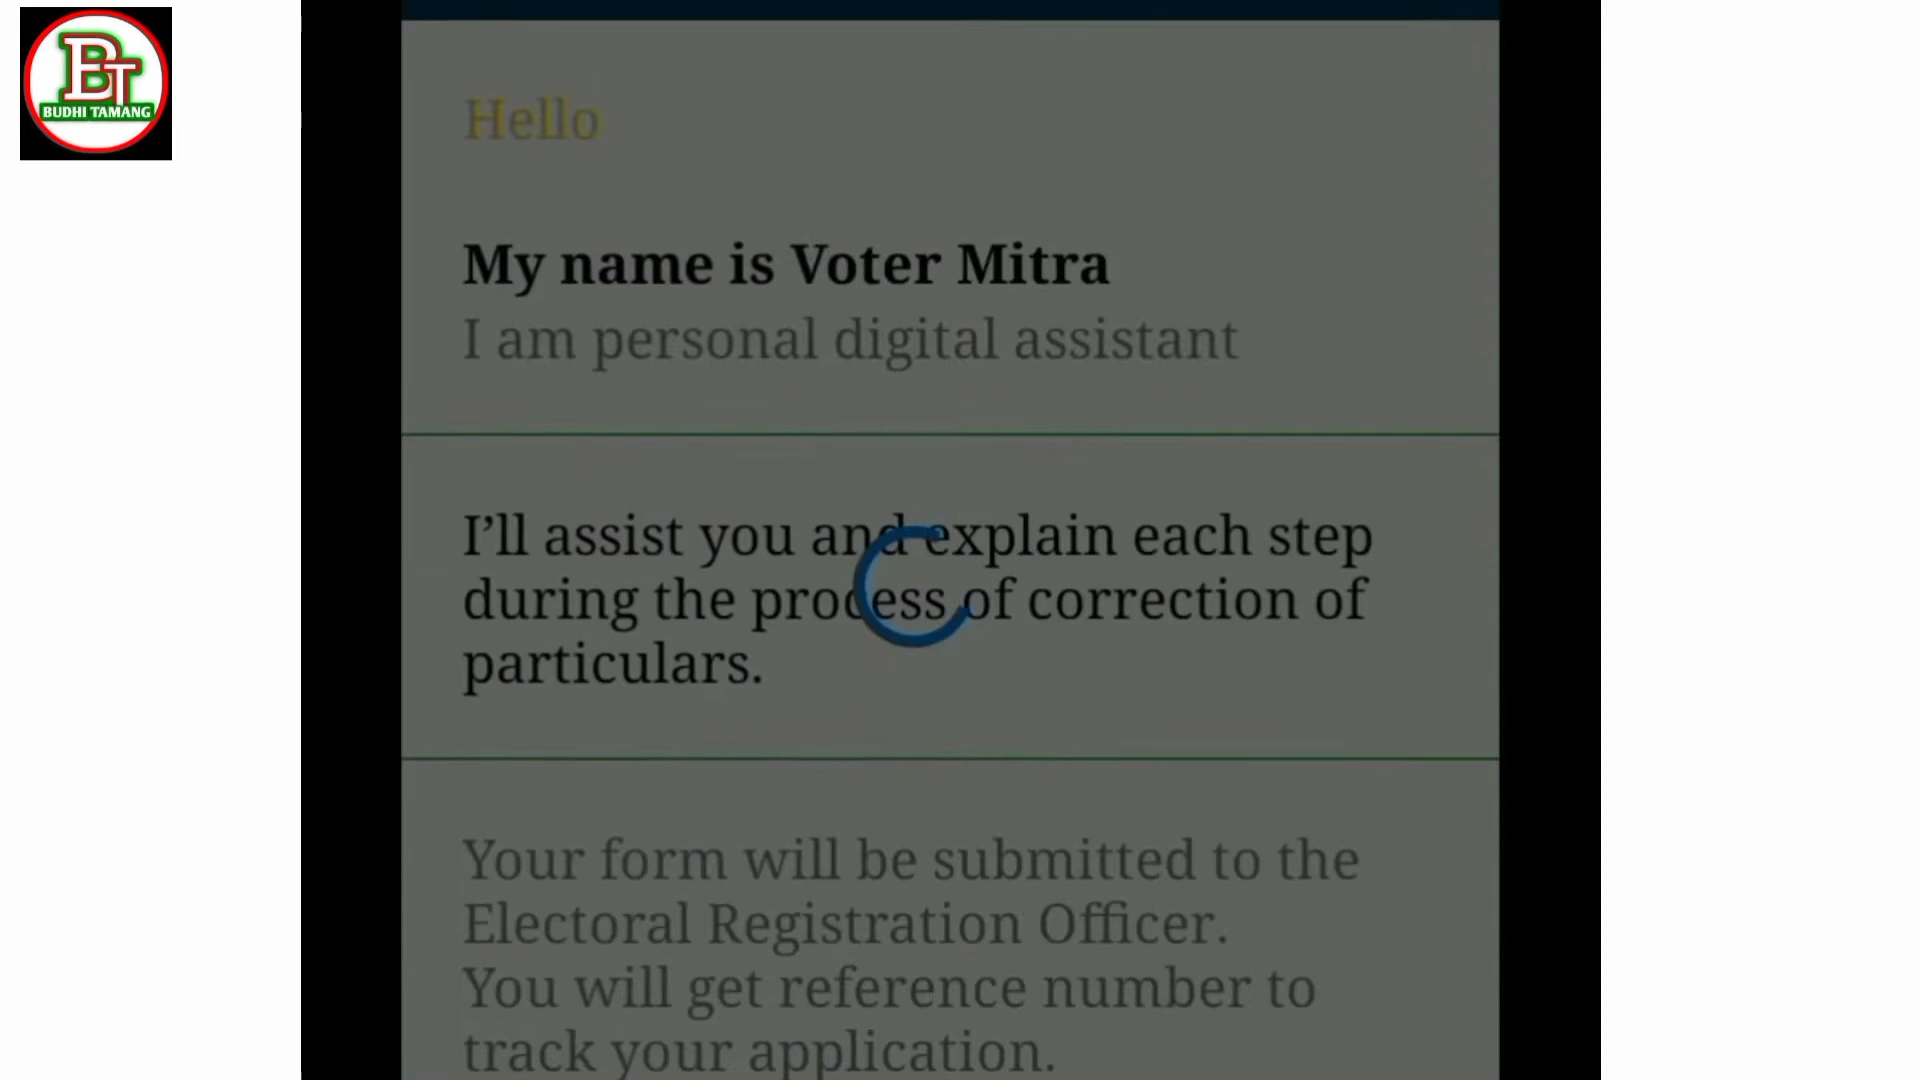 BT
BUDHI TAMANG
Hello
My name is Voter Mitra
I am personal digital assistant
I’ll assist you and explain each step
during the process of correction of
particulars.
Your form will be submitted to the
Electoral Registration Officer.
You will get reference number to
track your application.